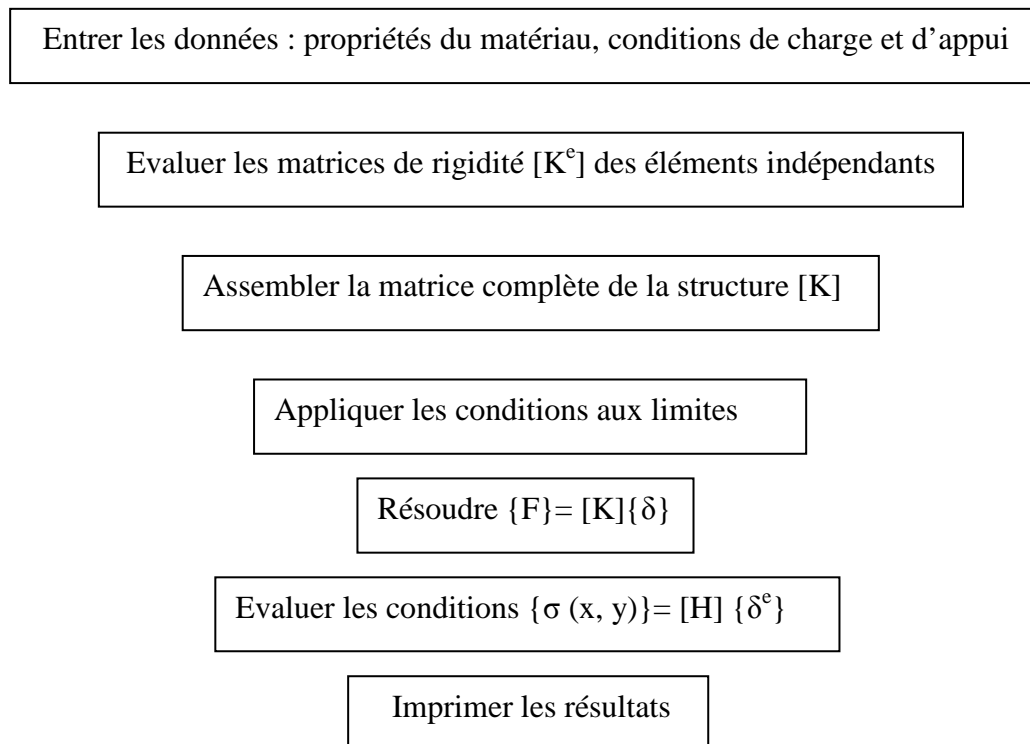 Entrer les données : propriétés du matériau, conditions de charge et d’appui
Evaluer les matrices de rigidité [Kᵉ] des éléments indépendants
Assembler la matrice complète de la structure [K]
Appliquer les conditions aux limites
Résoudre {F}= [K]{δ}
Evaluer les conditions {σ (x, y)}= [H] {δᵉ}
Imprimer les résultats